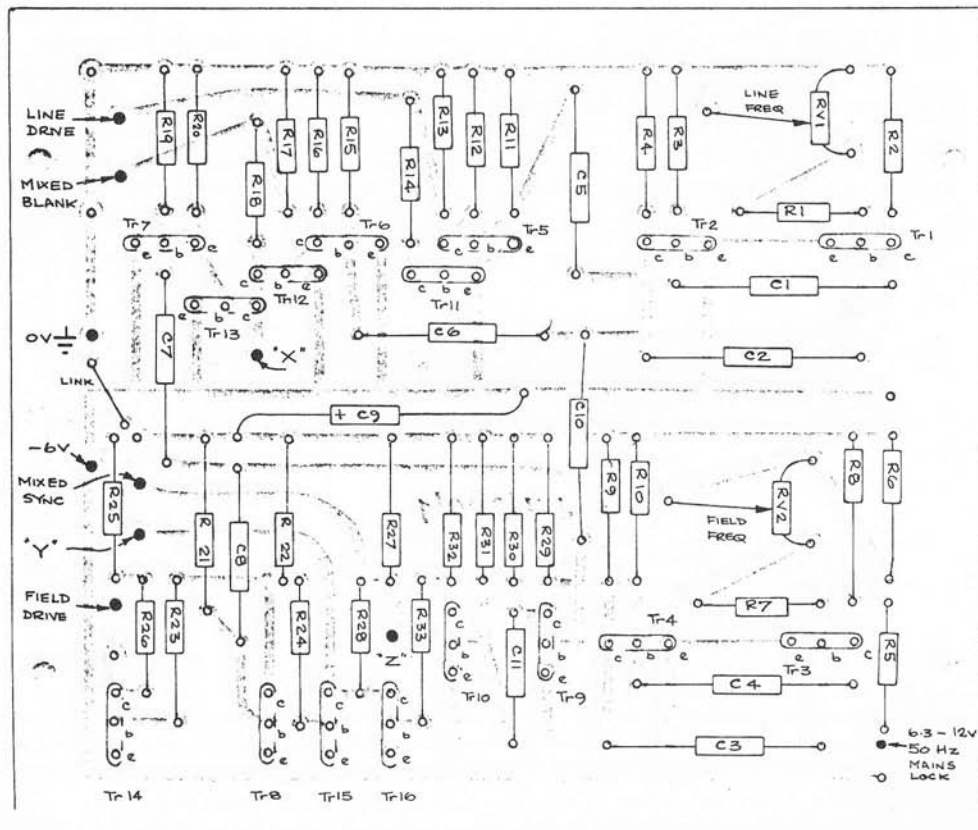 LINE
DRVE
MIXED
BLANK
R19
R20
R18
R17
R16
R15
R14
R13
R12
R11
C5
R4
R3
LINE
FREQ
RV1
R2
R1
Tr7
e b c
Tr6
c b e
Tr5
c b e
Tr2
c b e
Tr1
e b c
Tr12
c b e
Tr11
c b e
Tr13
e b c
C1
0V
C7
"X"
C6
C2
LINK
+ C9
C10
-6V
MIXED
SYNC
"Y"
FIELD
DRIVE
R25
R21
C8
R22
R27
R32
R31
R30
R29
R9
R10
FIELD
FREQ
RV2
R8
R6
R26
R23
R24
R28
"Z"
R33
c
b
e
Tr10
C11
c
b
e
Tr9
R7
Tr4
c b e
Tr3
e b c
R5
C4
C3
6.3 - 12V
50 Hz
MAINS
LOCK
c
b
e
Tr14
c
b
e
Tr8
c
b
e
Tr15
c
b
e
Tr16